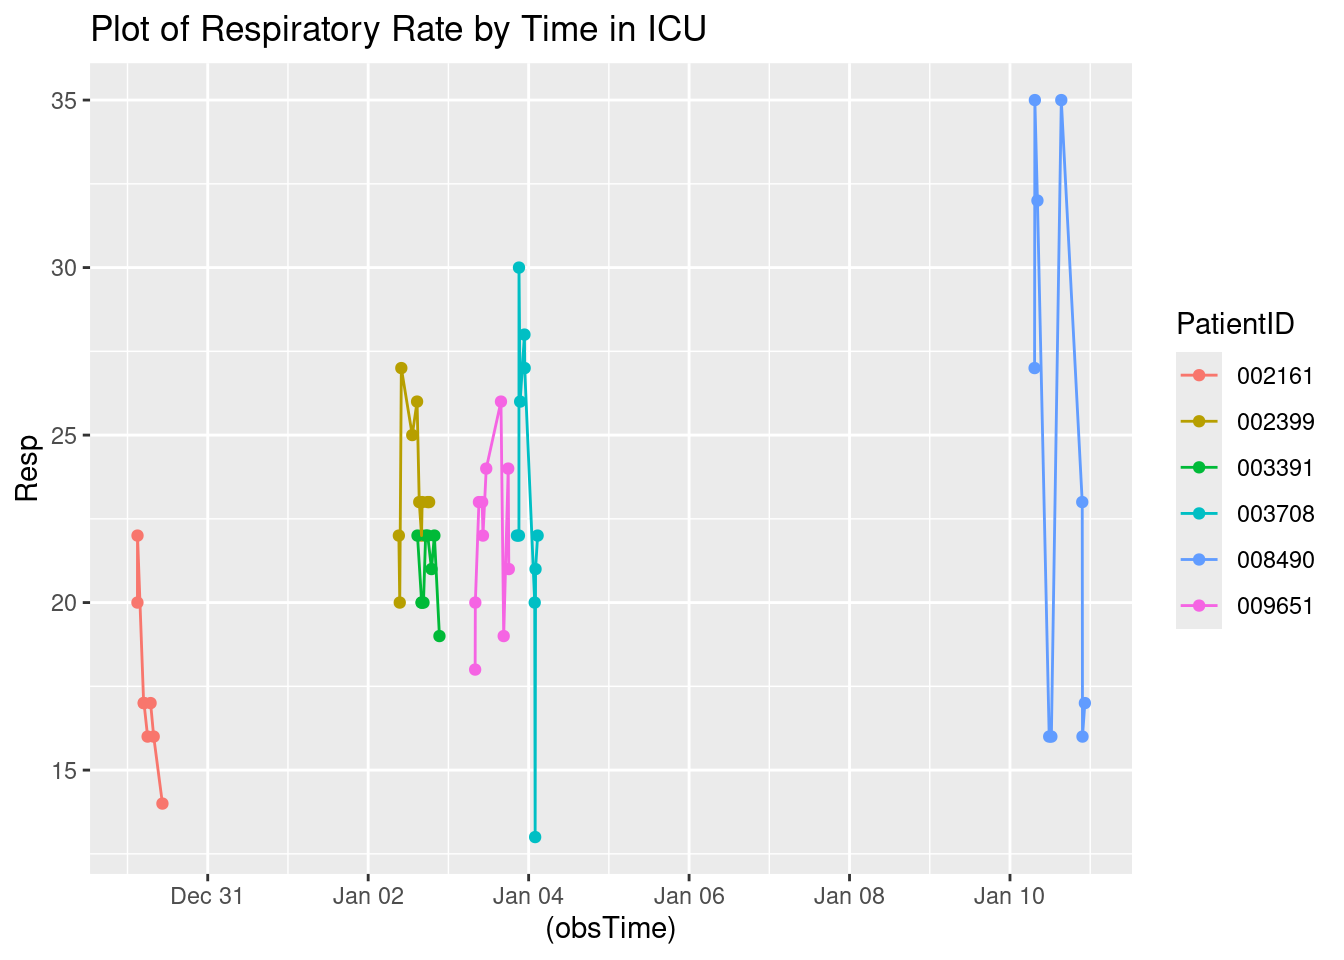 Plot of Respiratory Rate by Time in ICU
35
30
25
20
15
Resp
Dec 31
Jan 02
Jan 04
Jan 06
Jan 08
Jan 10
(obsTime)
PatientID
002161
002399
003391
003708
008490
009651